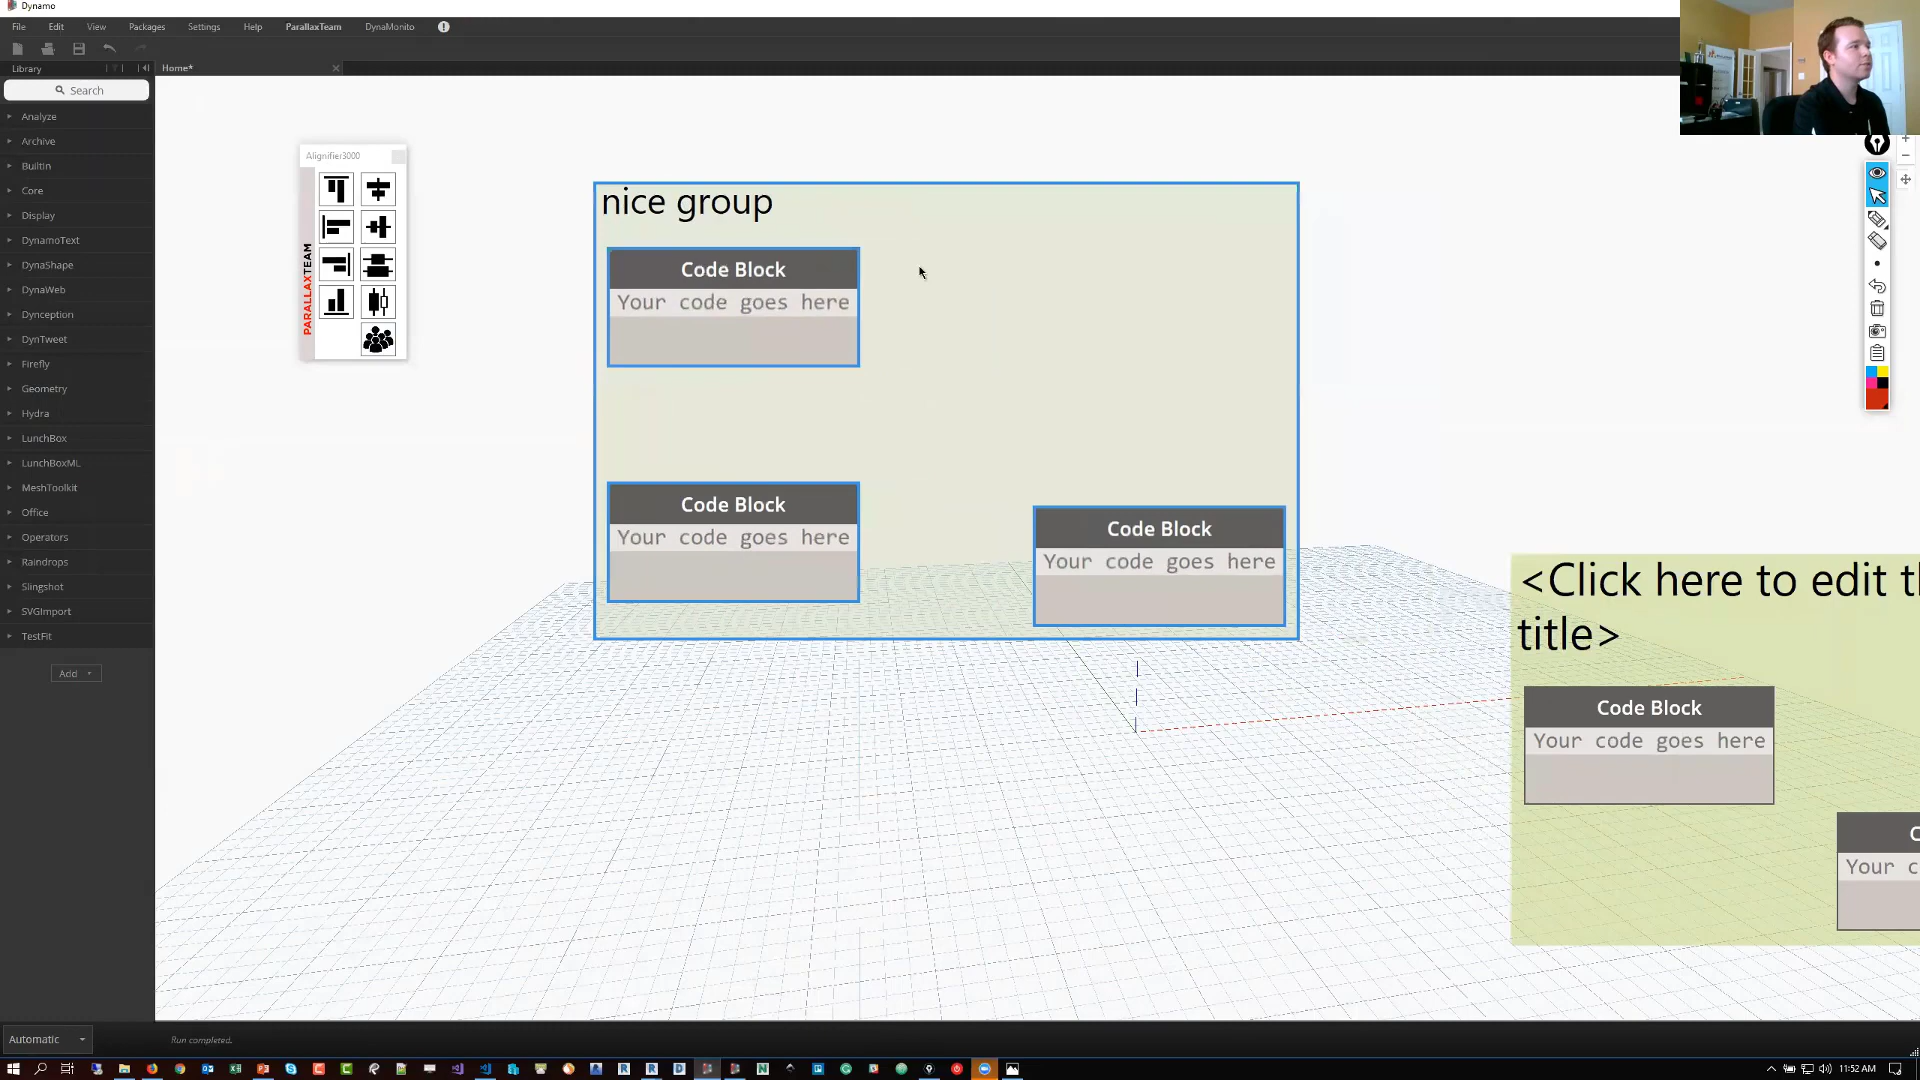 Dynamo
File Edit View Packages Settings Help ParallaxTeam DynaMonito
Library
Home*
Search
Analyze
Archive
BuiltIn
Core
Display
DynamoText
DynaShape
DynaWeb
Dynception
DynTweet
Firefly
Geometry
Hydra
LunchBox
LunchBoxML
MeshToolkit
Office
Operators
Raindrops
Slingshot
SVGImport
TestFit
Add
Alignifier3000
PARALLAXTEAM
nice group
Code Block
Your code goes here
Code Block
Your code goes here
Code Block
Your code goes here
<Click here to edit th
title>
Code Block
Your code goes here
C
Your c
Automatic
Run completed.
11:52 AM